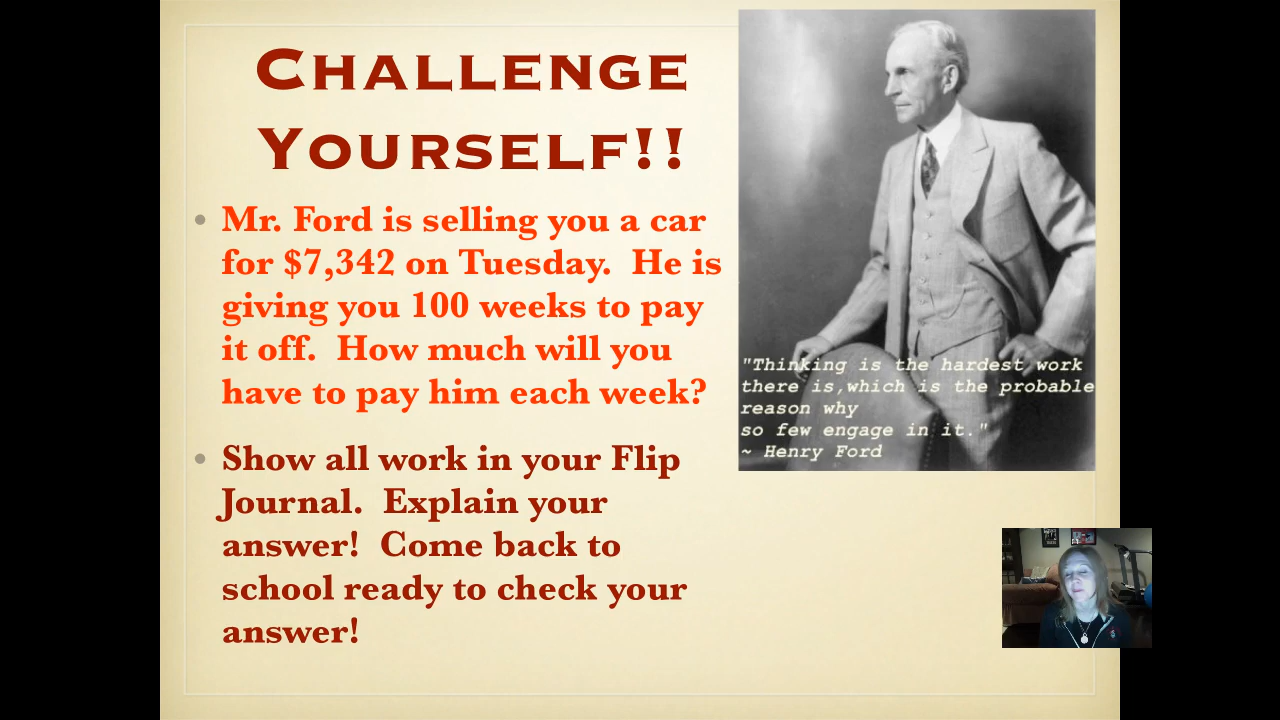 CHALLENGE
YOURSELF!!
• Mr. Ford is selling you a car
for $7,342 on Tuesday. He is
giving you 100 weeks to pay
it off. How much will you
have to pay him each week?
• Show all work in your Flip
Journal. Explain your
answer! Come back to
school ready to check your
answer!
"Thinking is the hardest work
there is,which is the probable
reason why
so few engage in it."
~ Henry Ford